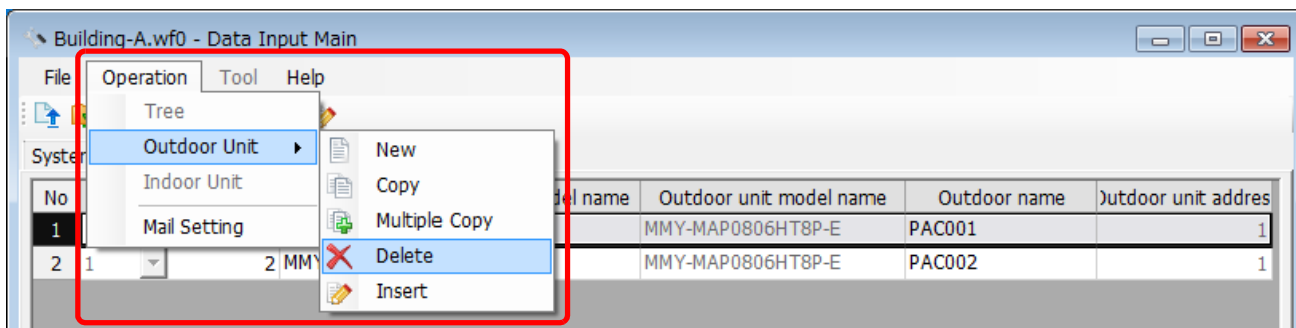 Building-A.wf0 - Data Input Main
File Operation Tool Help
Tree
Outdoor Unit
New
Indoor Unit
Copy
Mail Setting
Multiple Copy
Delete
Insert
No name Outdoor unit model name Outdoor name Outdoor unit addres
1 MMY-MAP0806HT8P-E PAC001 1
2 1 2 MMY MMY-MAP0806HT8P-E PAC002 1